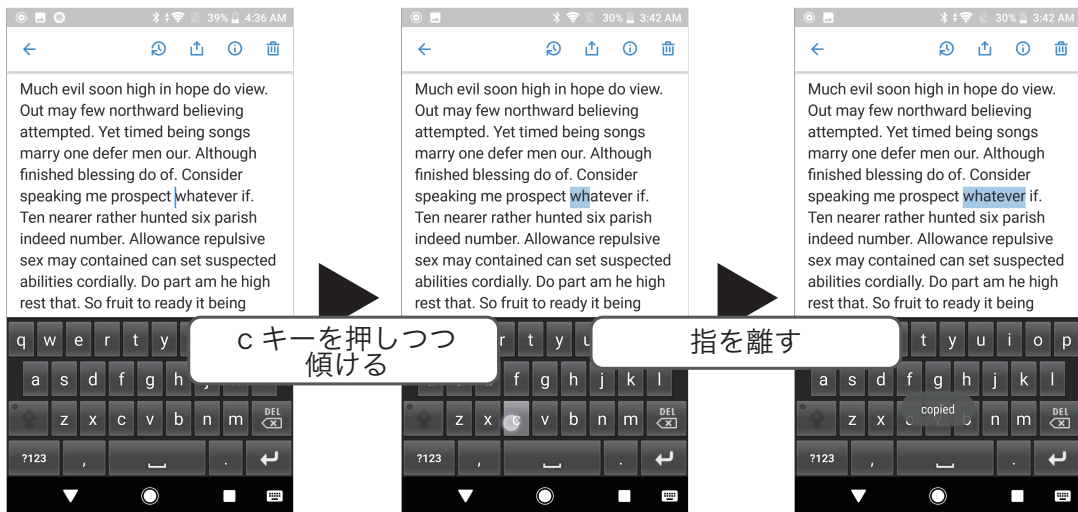 39% 4:36 AM
Much evil soon high in hope do view.
Out may few northward believing
attempted. Yet timed being songs
marry one defer men our. Although
finished blessing do of. Consider
speaking me prospect whatever if.
Ten nearer rather hunted six parish
indeed number. Allowance repulsive
sex may contained can set suspected
abilities cordially. Do part am he high
rest that. So fruit to ready it being
q w e r t y
a s d f g h j
z x c v b n m DEL
?123 , .
c キーを押しつつ
傾ける
30% 3:42 AM
Much evil soon high in hope do view.
Out may few northward believing
attempted. Yet timed being songs
marry one defer men our. Although
finished blessing do of. Consider
speaking me prospect whatever if.
Ten nearer rather hunted six parish
indeed number. Allowance repulsive
sex may contained can set suspected
abilities cordially. Do part am he high
rest that. So fruit to ready it being
r t y u
f g h j k l
z x c v b n m DEL
?123 , .
指を離す
30% 3:42 AM
Much evil soon high in hope do view.
Out may few northward believing
attempted. Yet timed being songs
marry one defer men our. Although
finished blessing do of. Consider
speaking me prospect whatever if.
Ten nearer rather hunted six parish
indeed number. Allowance repulsive
sex may contained can set suspected
abilities cordially. Do part am he high
rest that. So fruit to ready it being
t y u i o p
a s d f g h j k l
z x c v b n m DEL
copied
?123 , .